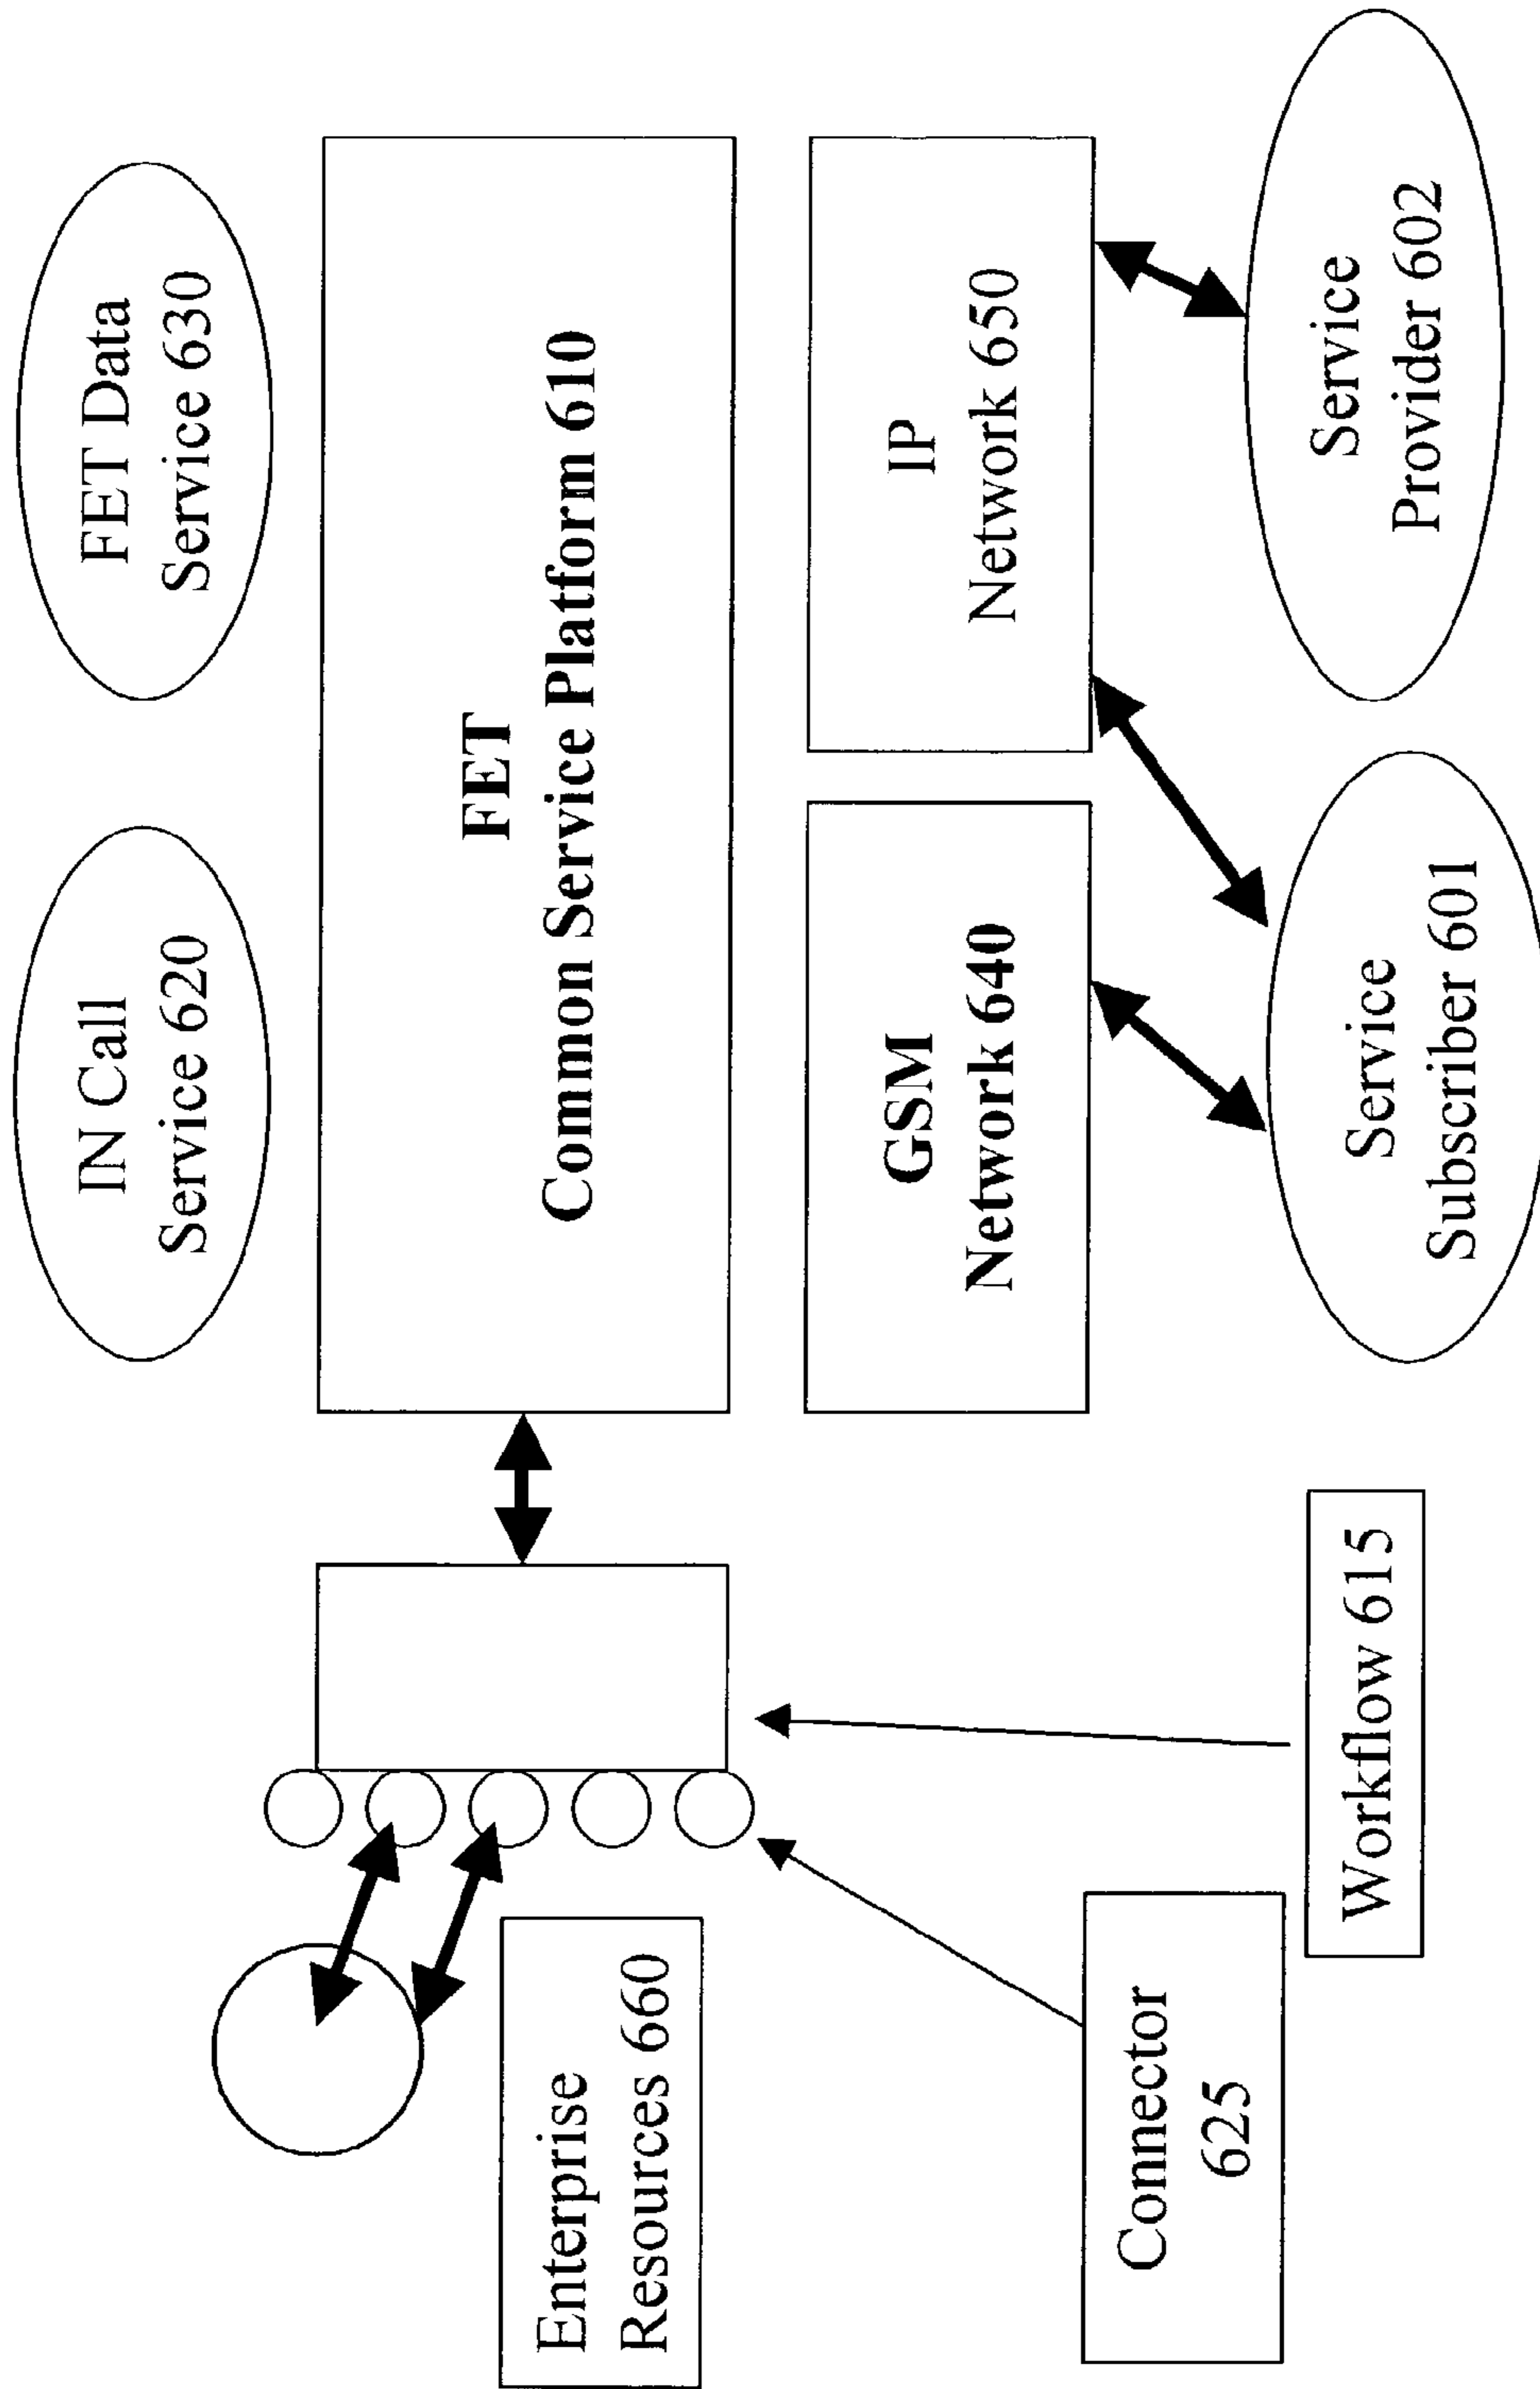 IN Call
Service 620
FET Data
Service 630
FET
Common Service Platform 610
Enterprise
Resources 660
GSM
Network 640
IP
Network 650
Connector
625
Workflow 615
Service
Subscriber 601
Service
Provider 602